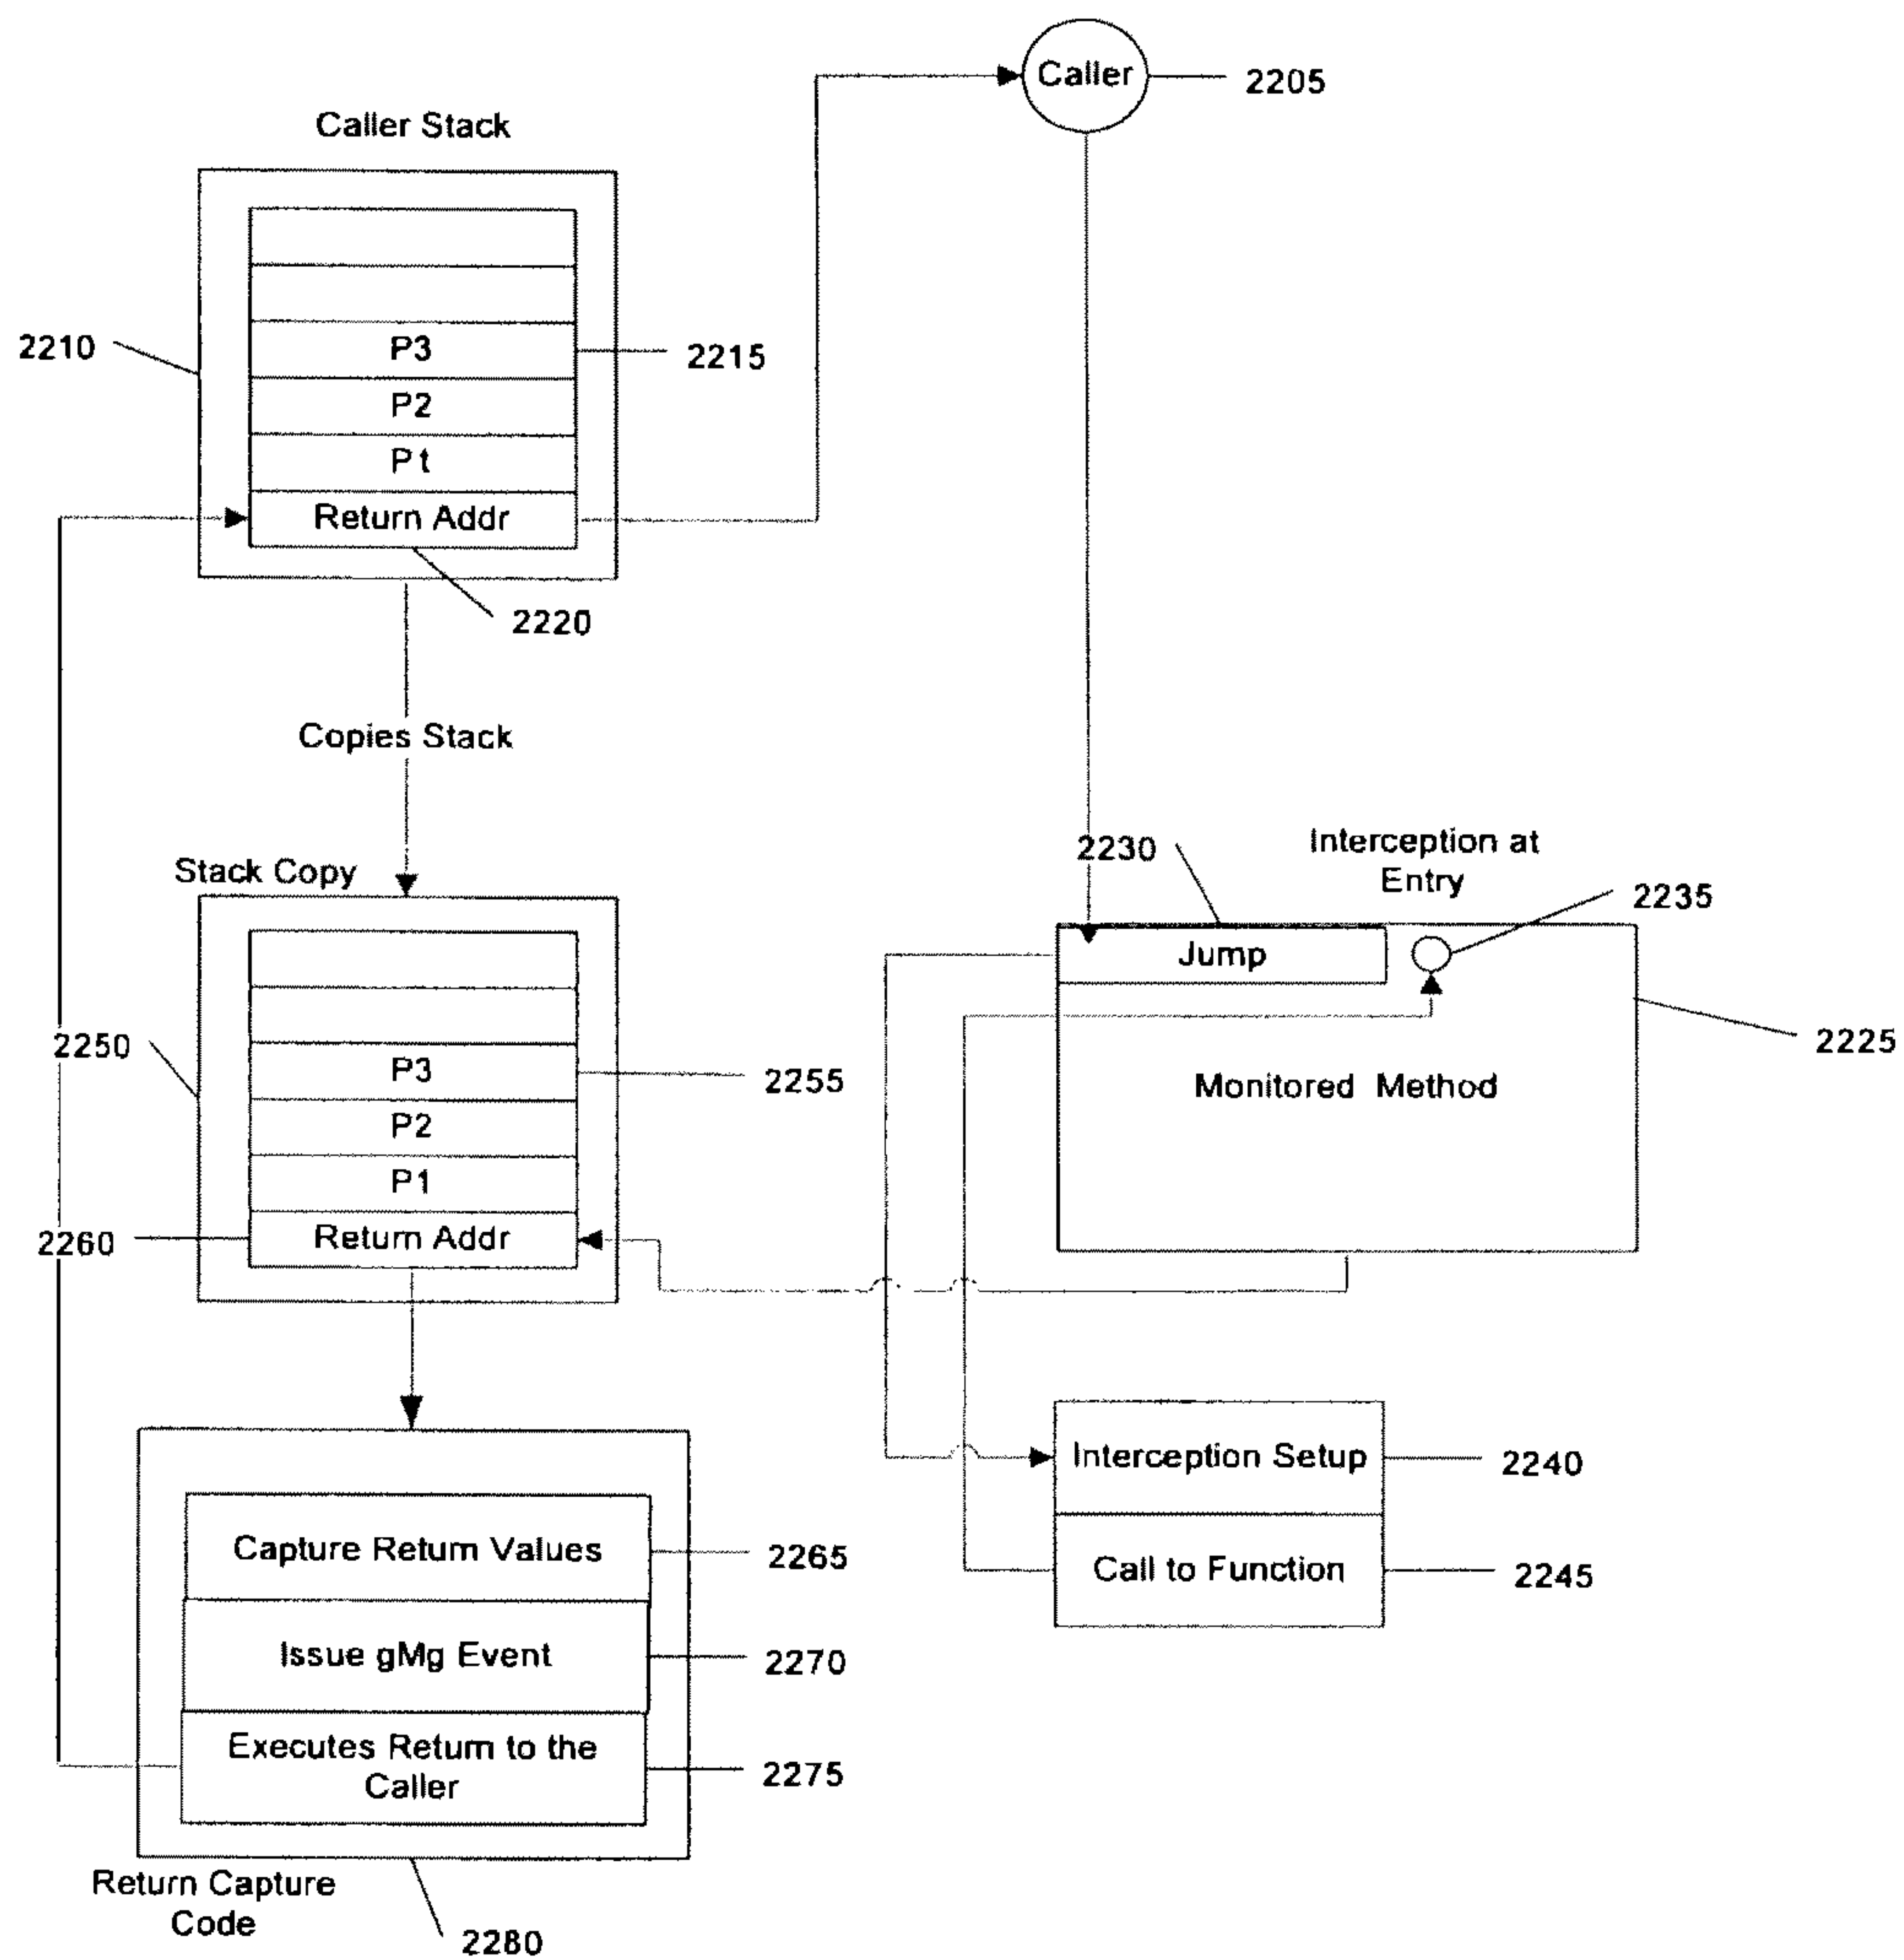 Caller
2205
Caller Stack
2210
P3
2215
P2
Pt
Return Addr
2220
Copies Stack
Stack Copy
2230
Interception at
Entry
2235
Jump
2225
Monitored Method
2250
P3
2255
P2
P1
2260
Return Addr
Interception Setup
2240
Call to Function
2245
Capture Return Values
2265
Issue gMg Event
2270
Executes Return to the
Caller
2275
Return Capture
Code
2280